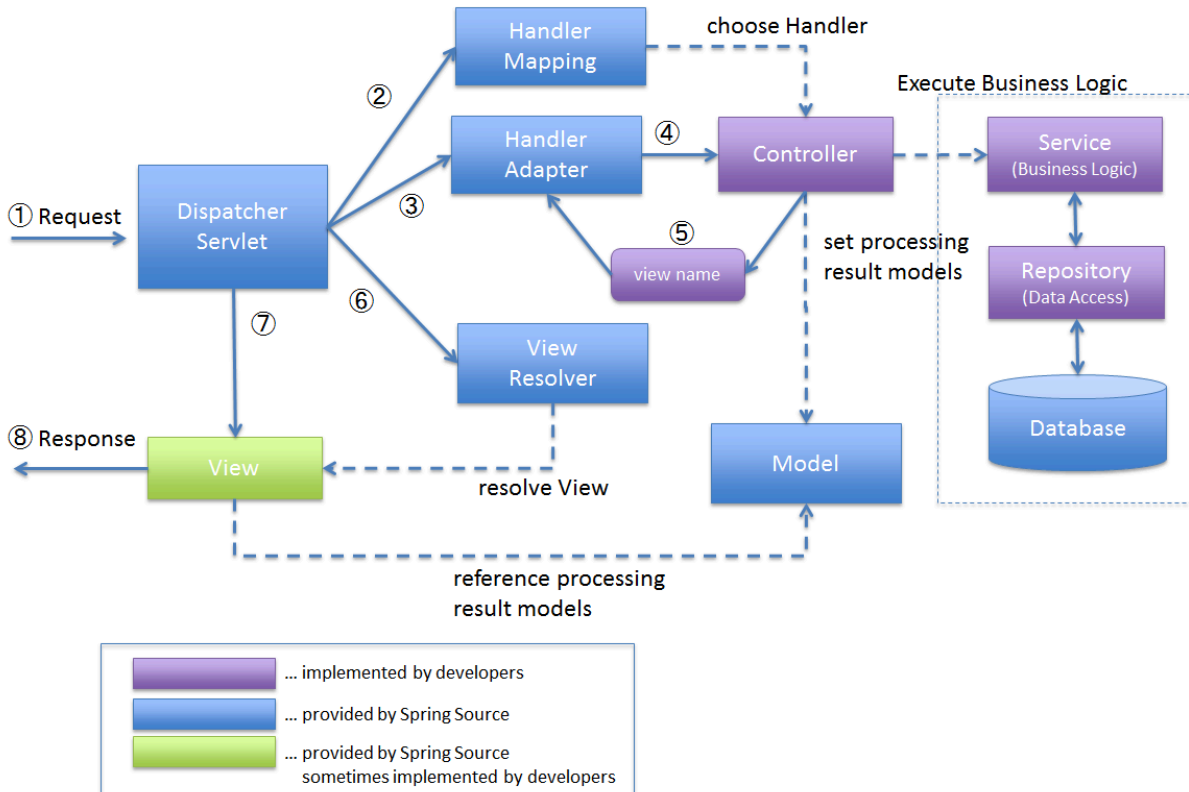 Handler
Mapping
choose Handler
②
Execute Business Logic
Handler
Adapter
④
Controller
Service
(Business Logic)
① Request
Dispatcher
Servlet
③
⑤
view name
set processing
result models
Repository
(Data Access)
⑥
⑦
View
Resolver
Database
⑧ Response
View
resolve View
Model
reference processing
result models
... implemented by developers
... provided by Spring Source
... provided by Spring Source
sometimes implemented by developers